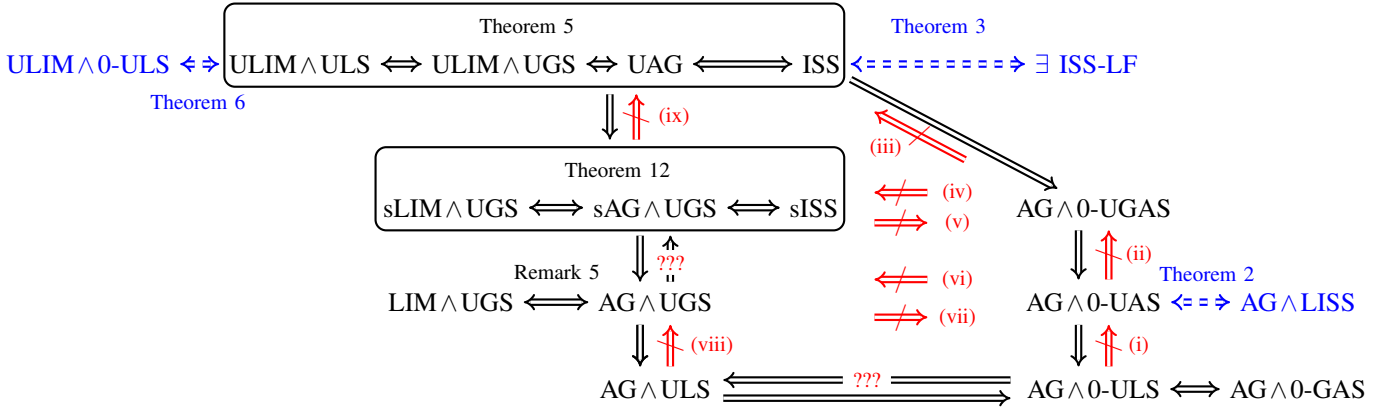 Theorem 5 Theorem 3
ULIM∧0-ULS ⇔ ULIM∧ULS ⟺ ULIM∧UGS ⇔ UAG ⟺ ISS ⇔ ∃ ISS-LF
Theorem 6
(ix)
(iii)
Theorem 12
(iv)
sLIM∧UGS ⟺ sAG∧UGS ⟺ sISS AG∧0-UGAS
(v)
??? (ii)
Remark 5 (vi) Theorem 2
LIM∧UGS ⟺ AG∧UGS AG∧0-UAS ⇔ AG∧LISS
(vii)
(viii) (i)
???
AG∧ULS AG∧0-ULS ⟺ AG∧0-GAS